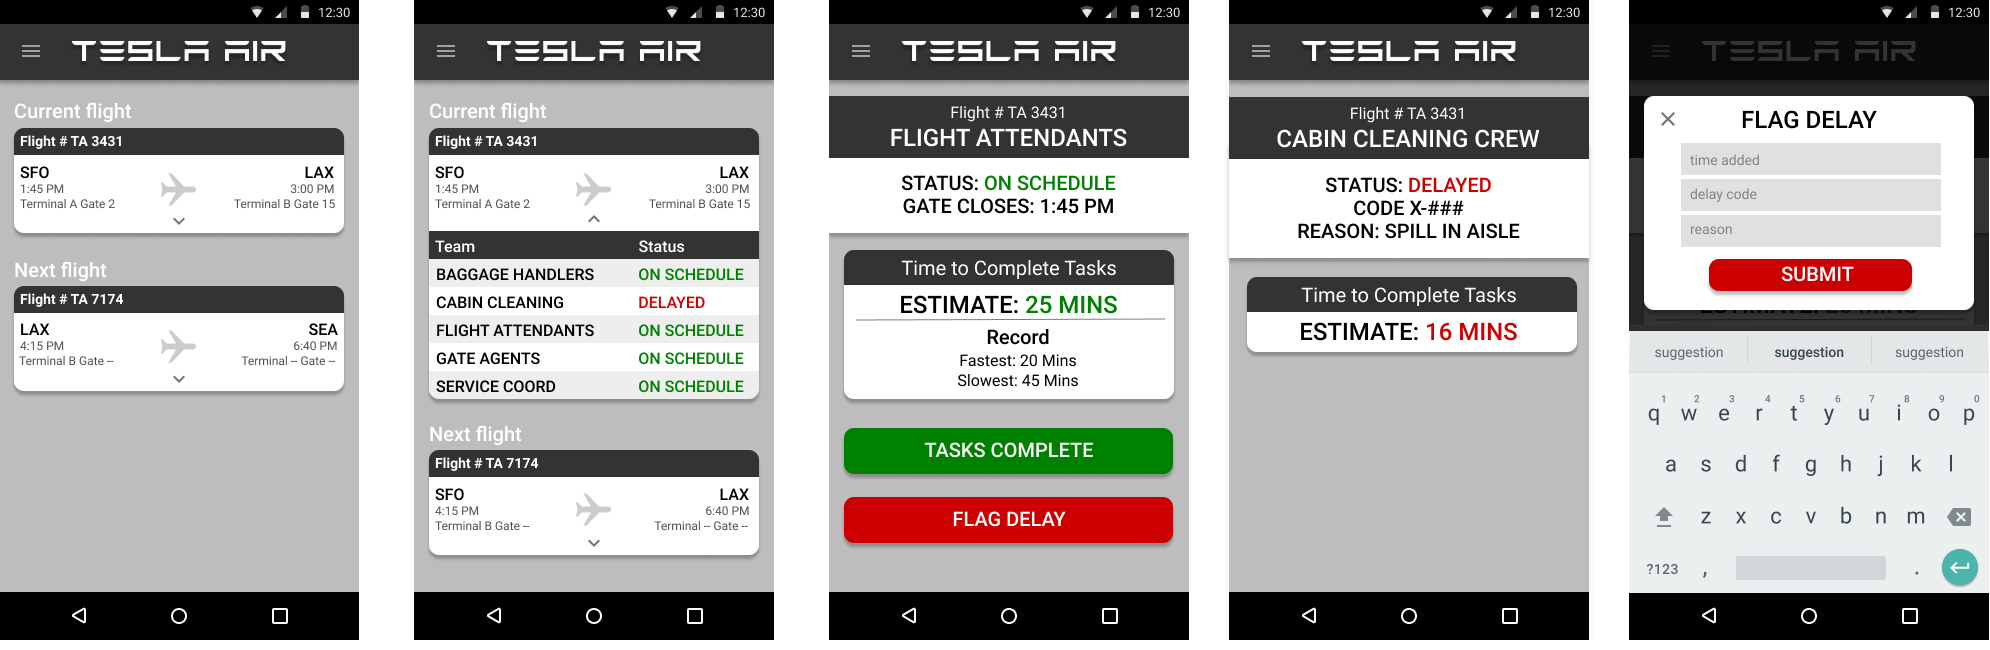 12:30
TESLA AIR
Current flight
Flight # TA 3431
SFO LAX
1:45 PM 3:00 PM
Terminal A Gate 2 Terminal B Gate 15
Next flight
Flight # TA 7174
LAX SEA
4:15 PM 6:40 PM
Terminal B Gate -- Terminal -- Gate --
12:30
TESLA AIR
Current flight
Flight # TA 3431
SFO LAX
1:45 PM 3:00 PM
Terminal A Gate 2 Terminal B Gate 15
Team Status
BAGGAGE HANDLERS ON SCHEDULE
CABIN CLEANING DELAYED
FLIGHT ATTENDANTS ON SCHEDULE
GATE AGENTS ON SCHEDULE
SERVICE COORD ON SCHEDULE
Next flight
Flight # TA 7174
SFO LAX
4:15 PM 6:40 PM
Terminal B Gate -- Terminal -- Gate --
12:30
TESLA AIR
Flight # TA 3431
FLIGHT ATTENDANTS
STATUS: ON SCHEDULE
GATE CLOSES: 1:45 PM
Time to Complete Tasks
ESTIMATE: 25 MINS
Record
Fastest: 20 Mins
Slowest: 45 Mins
TASKS COMPLETE
FLAG DELAY
12:30
TESLA AIR
Flight # TA 3431
CABIN CLEANING CREW
STATUS: DELAYED
CODE X-###
REASON: SPILL IN AISLE
Time to Complete Tasks
ESTIMATE: 16 MINS
12:30
TESLA AIR
FLAG DELAY
time added
delay code
reason
SUBMIT
ESTIMATE: 25 MINS
suggestion suggestion suggestion
1 2 3 4 5 6 7 8 9 0
q w e r t y u i o p
a s d f g h j k l
z x c v b n m
?123 , .